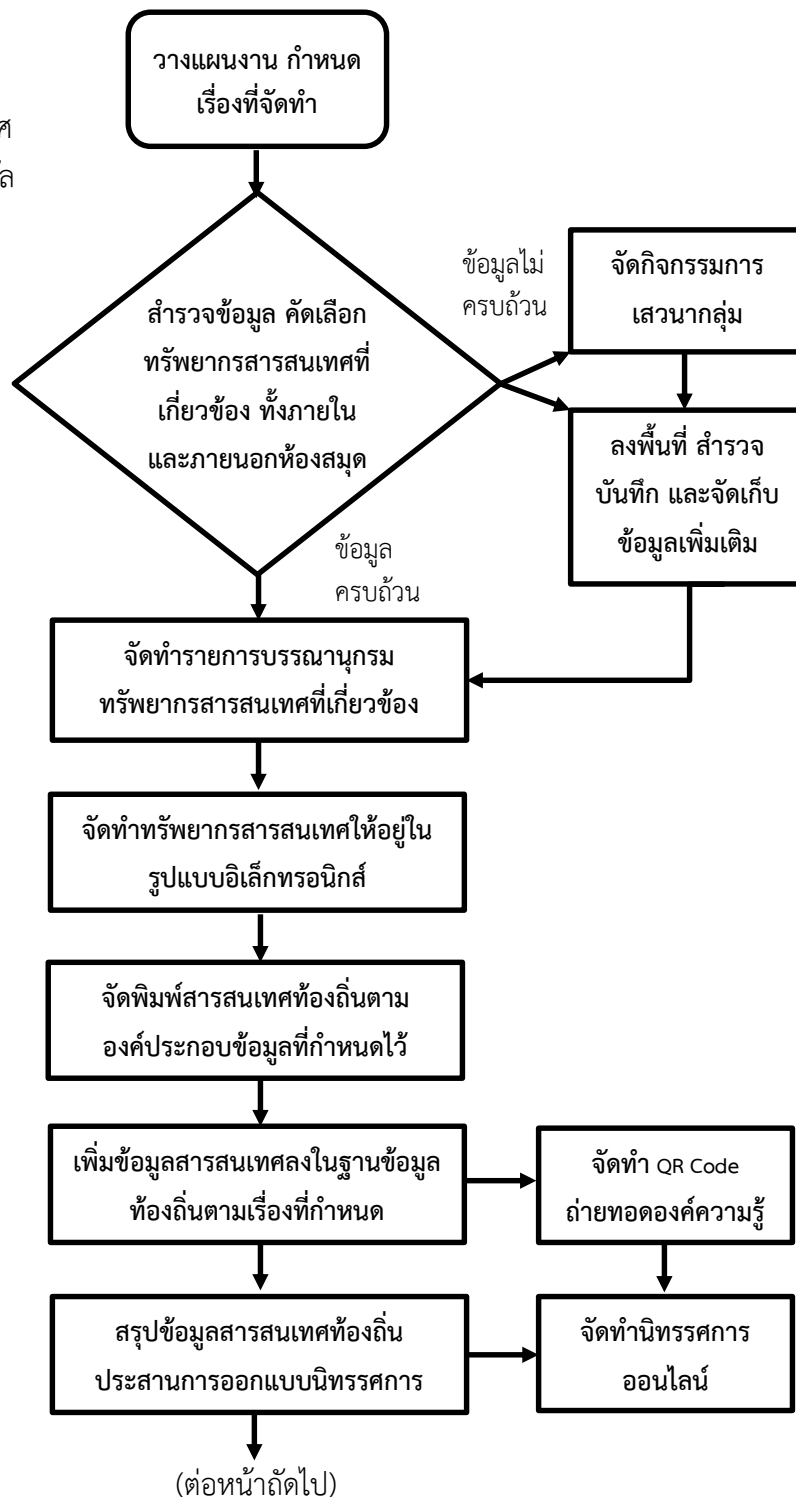 วางแผนงาน กำหนด
เรื่องที่จัดทำ
ศ
ข้อมูลไม่
ครบถ้วน
จัดกิจกรรมการ
เสวนากลุ่ม
สำรวจข้อมูล คัดเลือก
ทรัพยากรสารสนเทศที่
เกี่ยวข้อง ทั้งภายใน
และภายนอกห้องสมุด
ลงพื้นที่ สำรวจ
บันทึก และจัดเก็บ
ข้อมูลเพิ่มเติม
ข้อมูล
ครบถ้วน
จัดทำรายการบรรณานุกรม
ทรัพยากรสารสนเทศที่เกี่ยวข้อง
จัดทำทรัพยากรสารสนเทศให้อยู่ใน
รูปแบบอิเล็กทรอนิกส์
จัดพิมพ์สารสนเทศท้องถิ่นตาม
องค์ประกอบข้อมูลที่กำหนดไว้
เพิ่มข้อมูลสารสนเทศลงในฐานข้อมูล
ท้องถิ่นตามเรื่องที่กำหนด
จัดทำ QR Code
ถ่ายทอดองค์ความรู้
สรุปข้อมูลสารสนเทศท้องถิ่น
ประสานการออกแบบนิทรรศการ
จัดทำนิทรรศการ
ออนไลน์
(ต่อหน้าถัดไป)